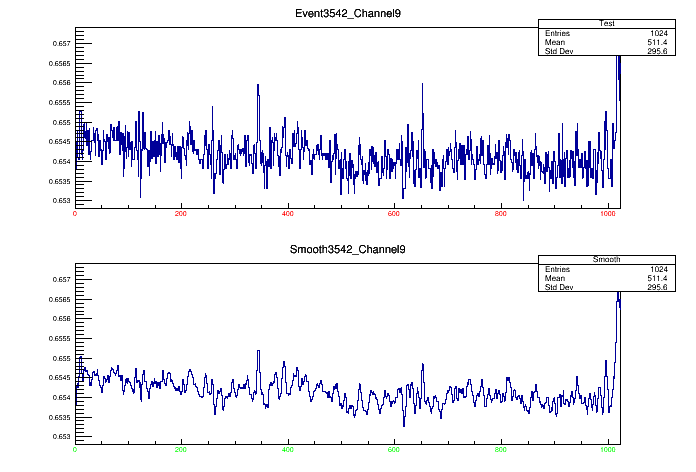 Event3542_Channel9
Test
Entries 1024
Mean 511.4
Std Dev 295.6
0.657
0.6565
0.656
0.6555
0.655
0.6545
0.654
0.6535
0.653
0 200 400 600 800 1000
Smooth3542_Channel9
Smooth
Entries 1024
Mean 511.4
Std Dev 295.6
0.657
0.6565
0.656
0.6555
0.655
0.6545
0.654
0.6535
0.653
0 200 400 600 800 1000